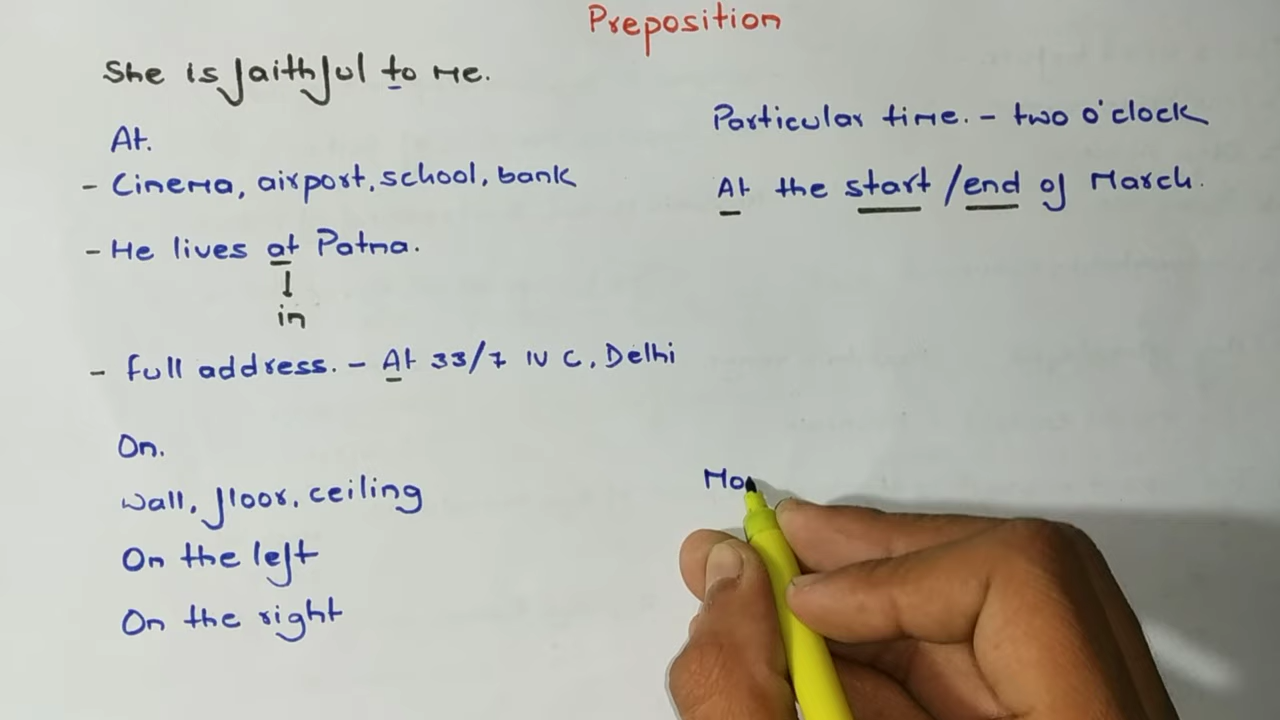 Preposition
She is faithful to me.
At.
- Cinema, airport, school, bank
- He lives at Patna.
in
- full address. - At 33/7 IV C, Delhi
Particular time. - two o'clock
At the start / end of March.
On.
Wall, floor, ceiling
On the left
On the right
Mo